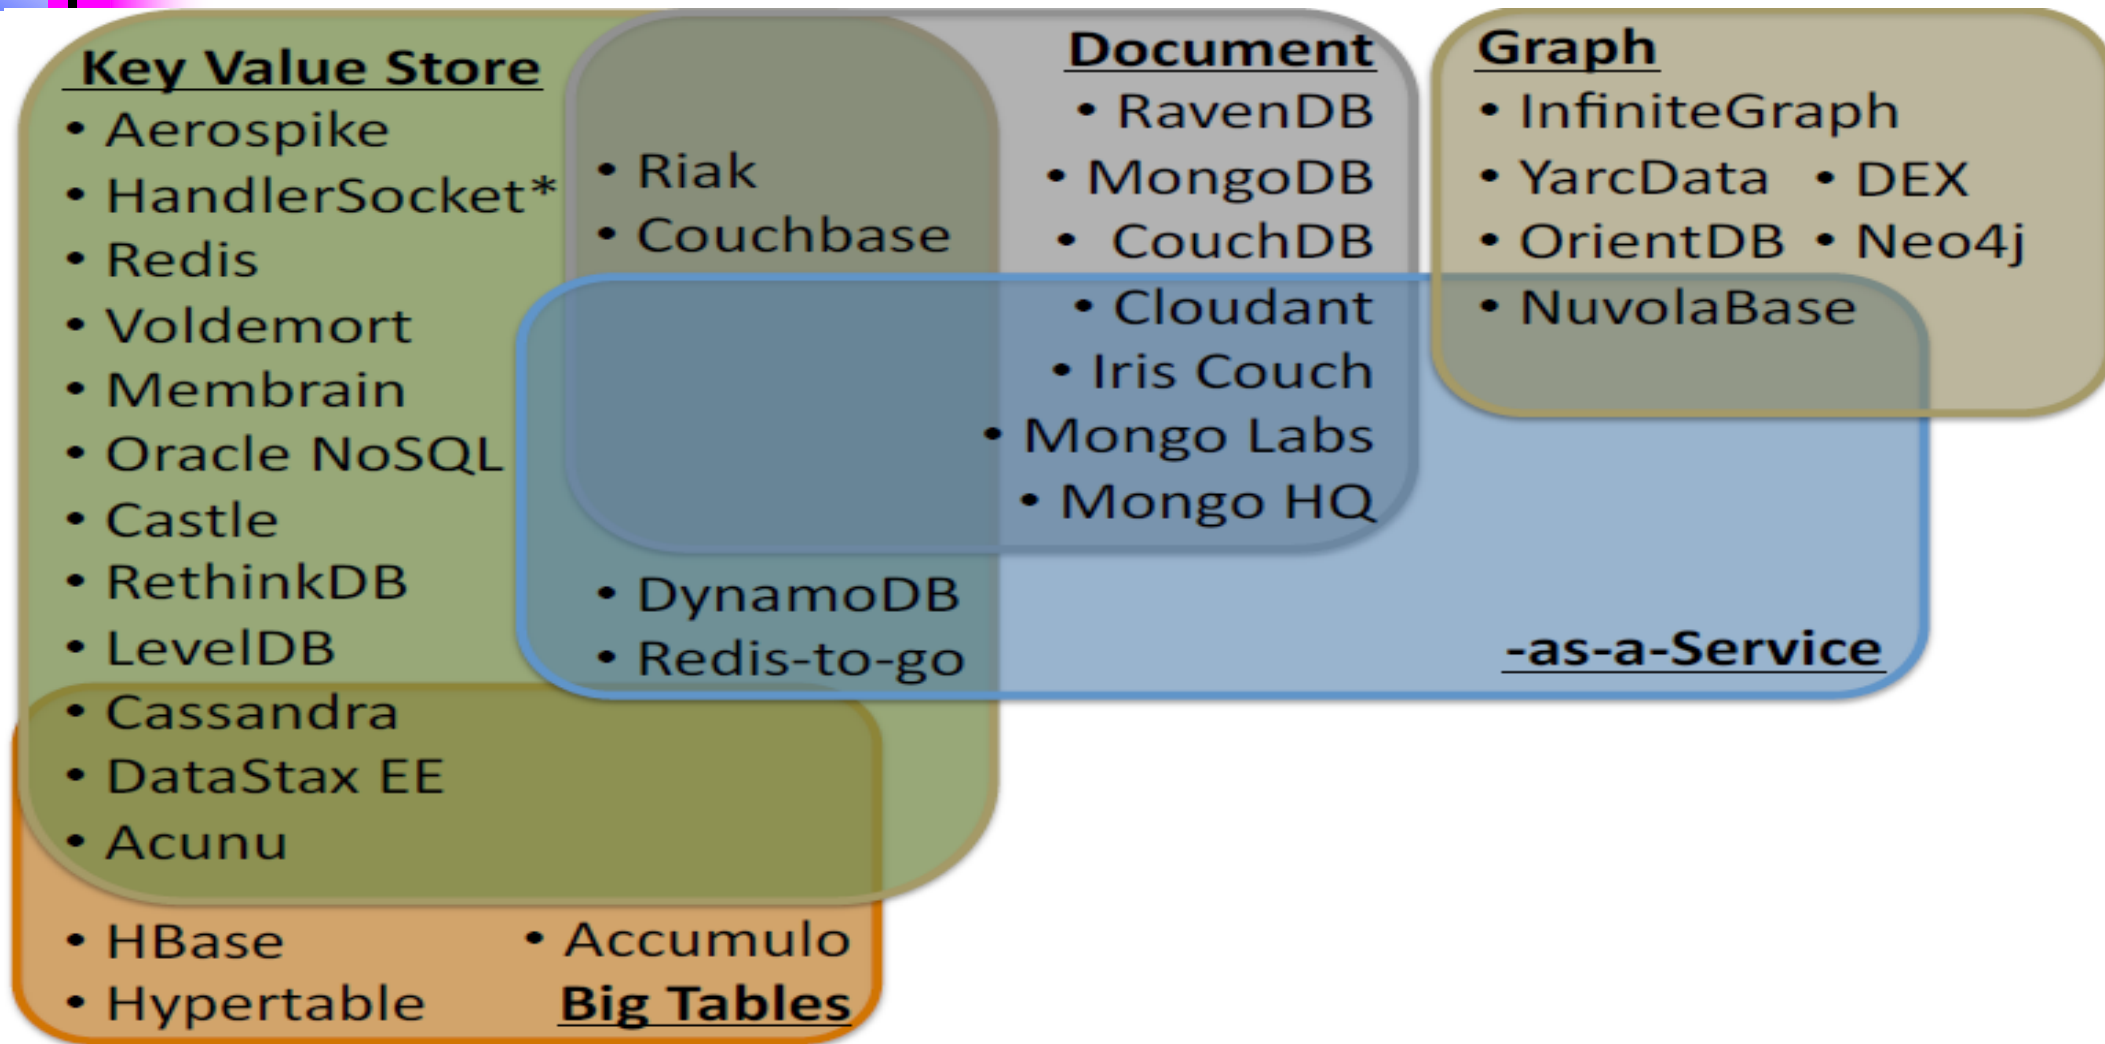 Key Value Store
• Aerospike
• HandlerSocket*
• Redis
• Voldemort
• Membrain
• Oracle NoSQL
• Castle
• RethinkDB
• LevelDB
• Cassandra
• DataStax EE
• Acunu
• HBase
• Hypertable
• Accumulo
Big Tables
• Riak
• Couchbase
• DynamoDB
• Redis-to-go
Document
• RavenDB
• MongoDB
• CouchDB
• Cloudant
• Iris Couch
• Mongo Labs
• Mongo HQ
Graph
• InfiniteGraph
• YarcData • DEX
• OrientDB • Neo4j
• NuvolaBase
-as-a-Service